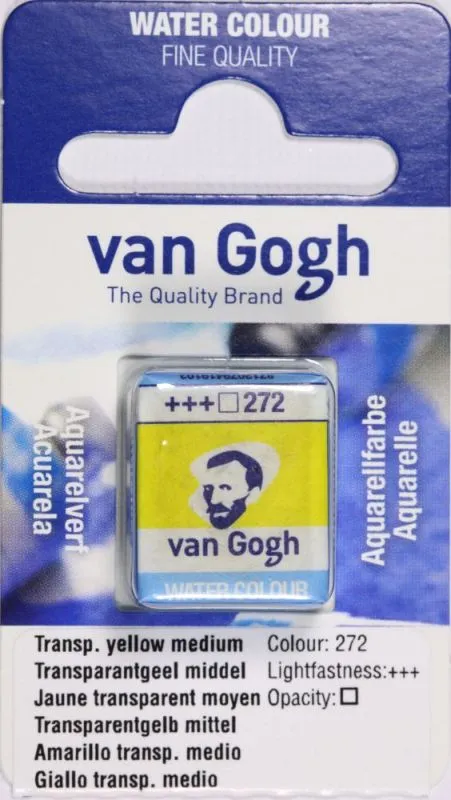 WATER COLOUR
FINE QUALITY
van Gogh
The Quality Brand
+++□272
van Gogh
WATER COLOUR
Aquarelverf
Acuarela
Aquarellfarbe
Aquarelle
Transp. yellow medium Colour: 272
Transparantgeel middel Lightfastness:+++
Jaune transparent moyen Opacity:□
Transparentgelb mittel
Amarillo transp. medio
Giallo transp. medio